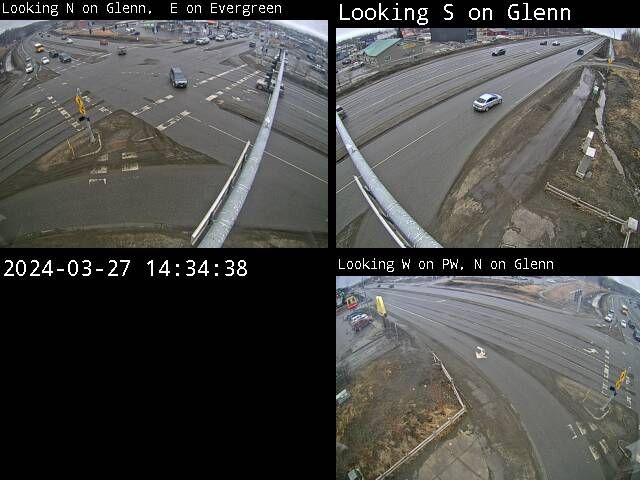 Looking N on Glenn,  E on Evergreen
Looking S on Glenn
2024-03-27 14:34:38
Looking W on PW, N on Glenn